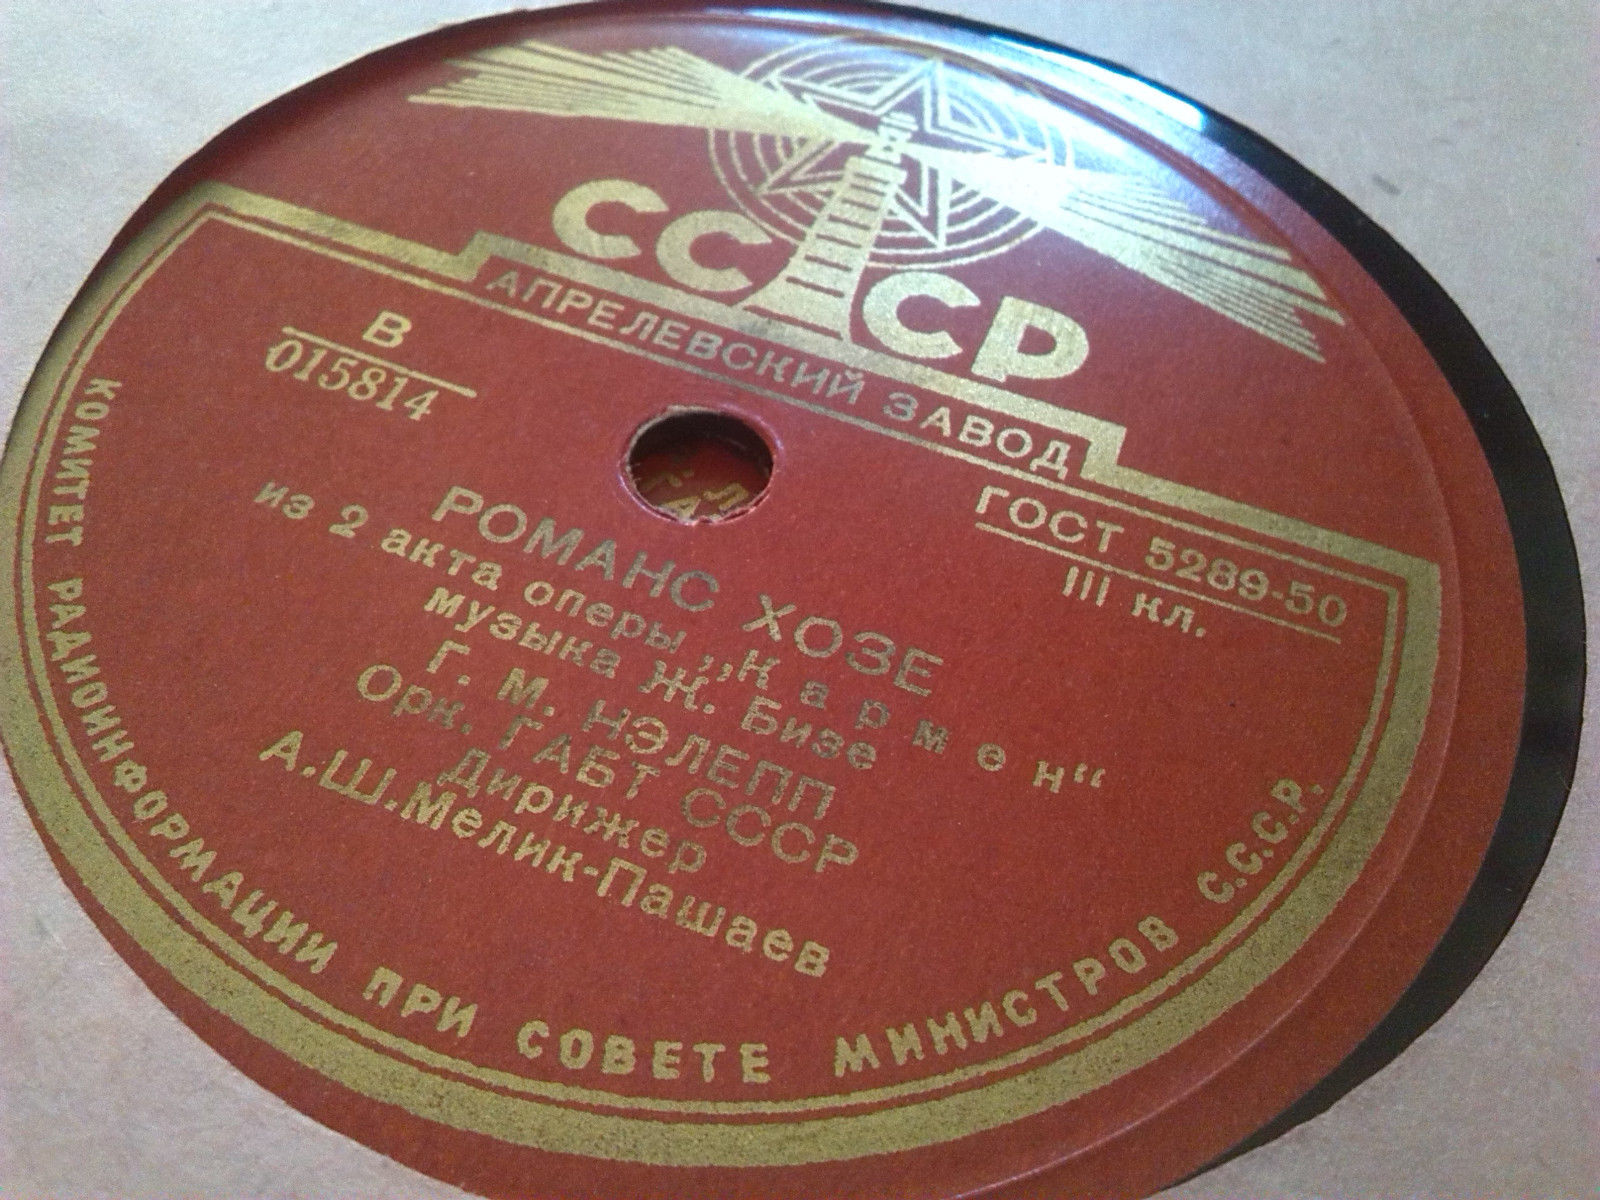 СССР
АПРЕЛЕВСКИЙ ЗАВОД
В
015814
ГОСТ 5289-50
III кл.
РОМАНС ХОЗЕ
из 2 акта оперы „Кармен“
музыка Ж. Бизе
Г. М. НЭЛЕПП
Орк. ГАБТ СССР
Дирижер
А.Ш.Мелик-Пашаев
КОМИТЕТ РАДИОИНФОРМАЦИИ ПРИ СОВЕТЕ МИНИСТРОВ С.С.С.Р.